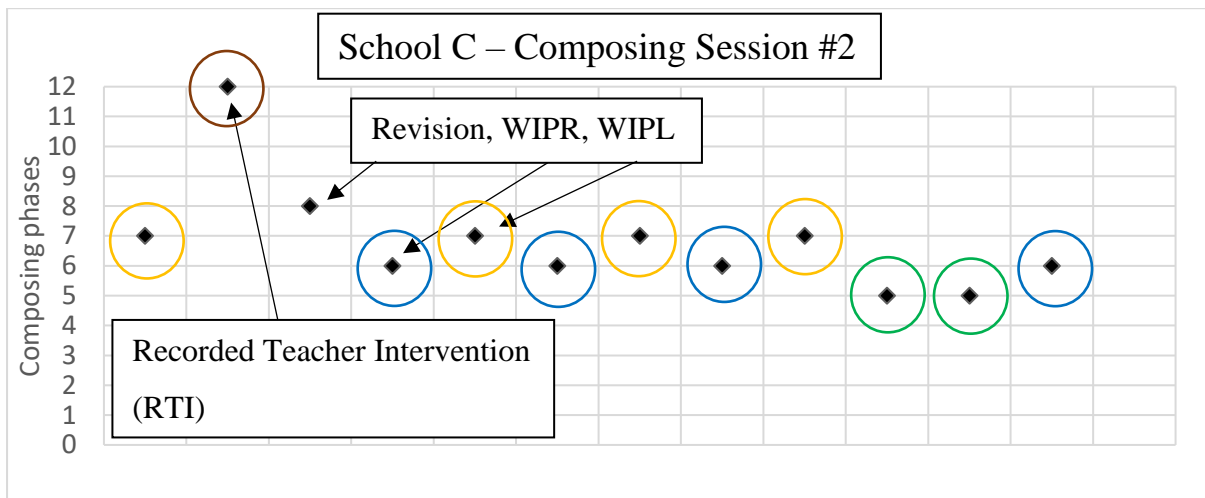 School C – Composing Session #2
Revision, WIPR, WIPL
Recorded Teacher Intervention
(RTI)
Composing phases
12
11
10
9
8
7
6
5
4
3
2
1
0